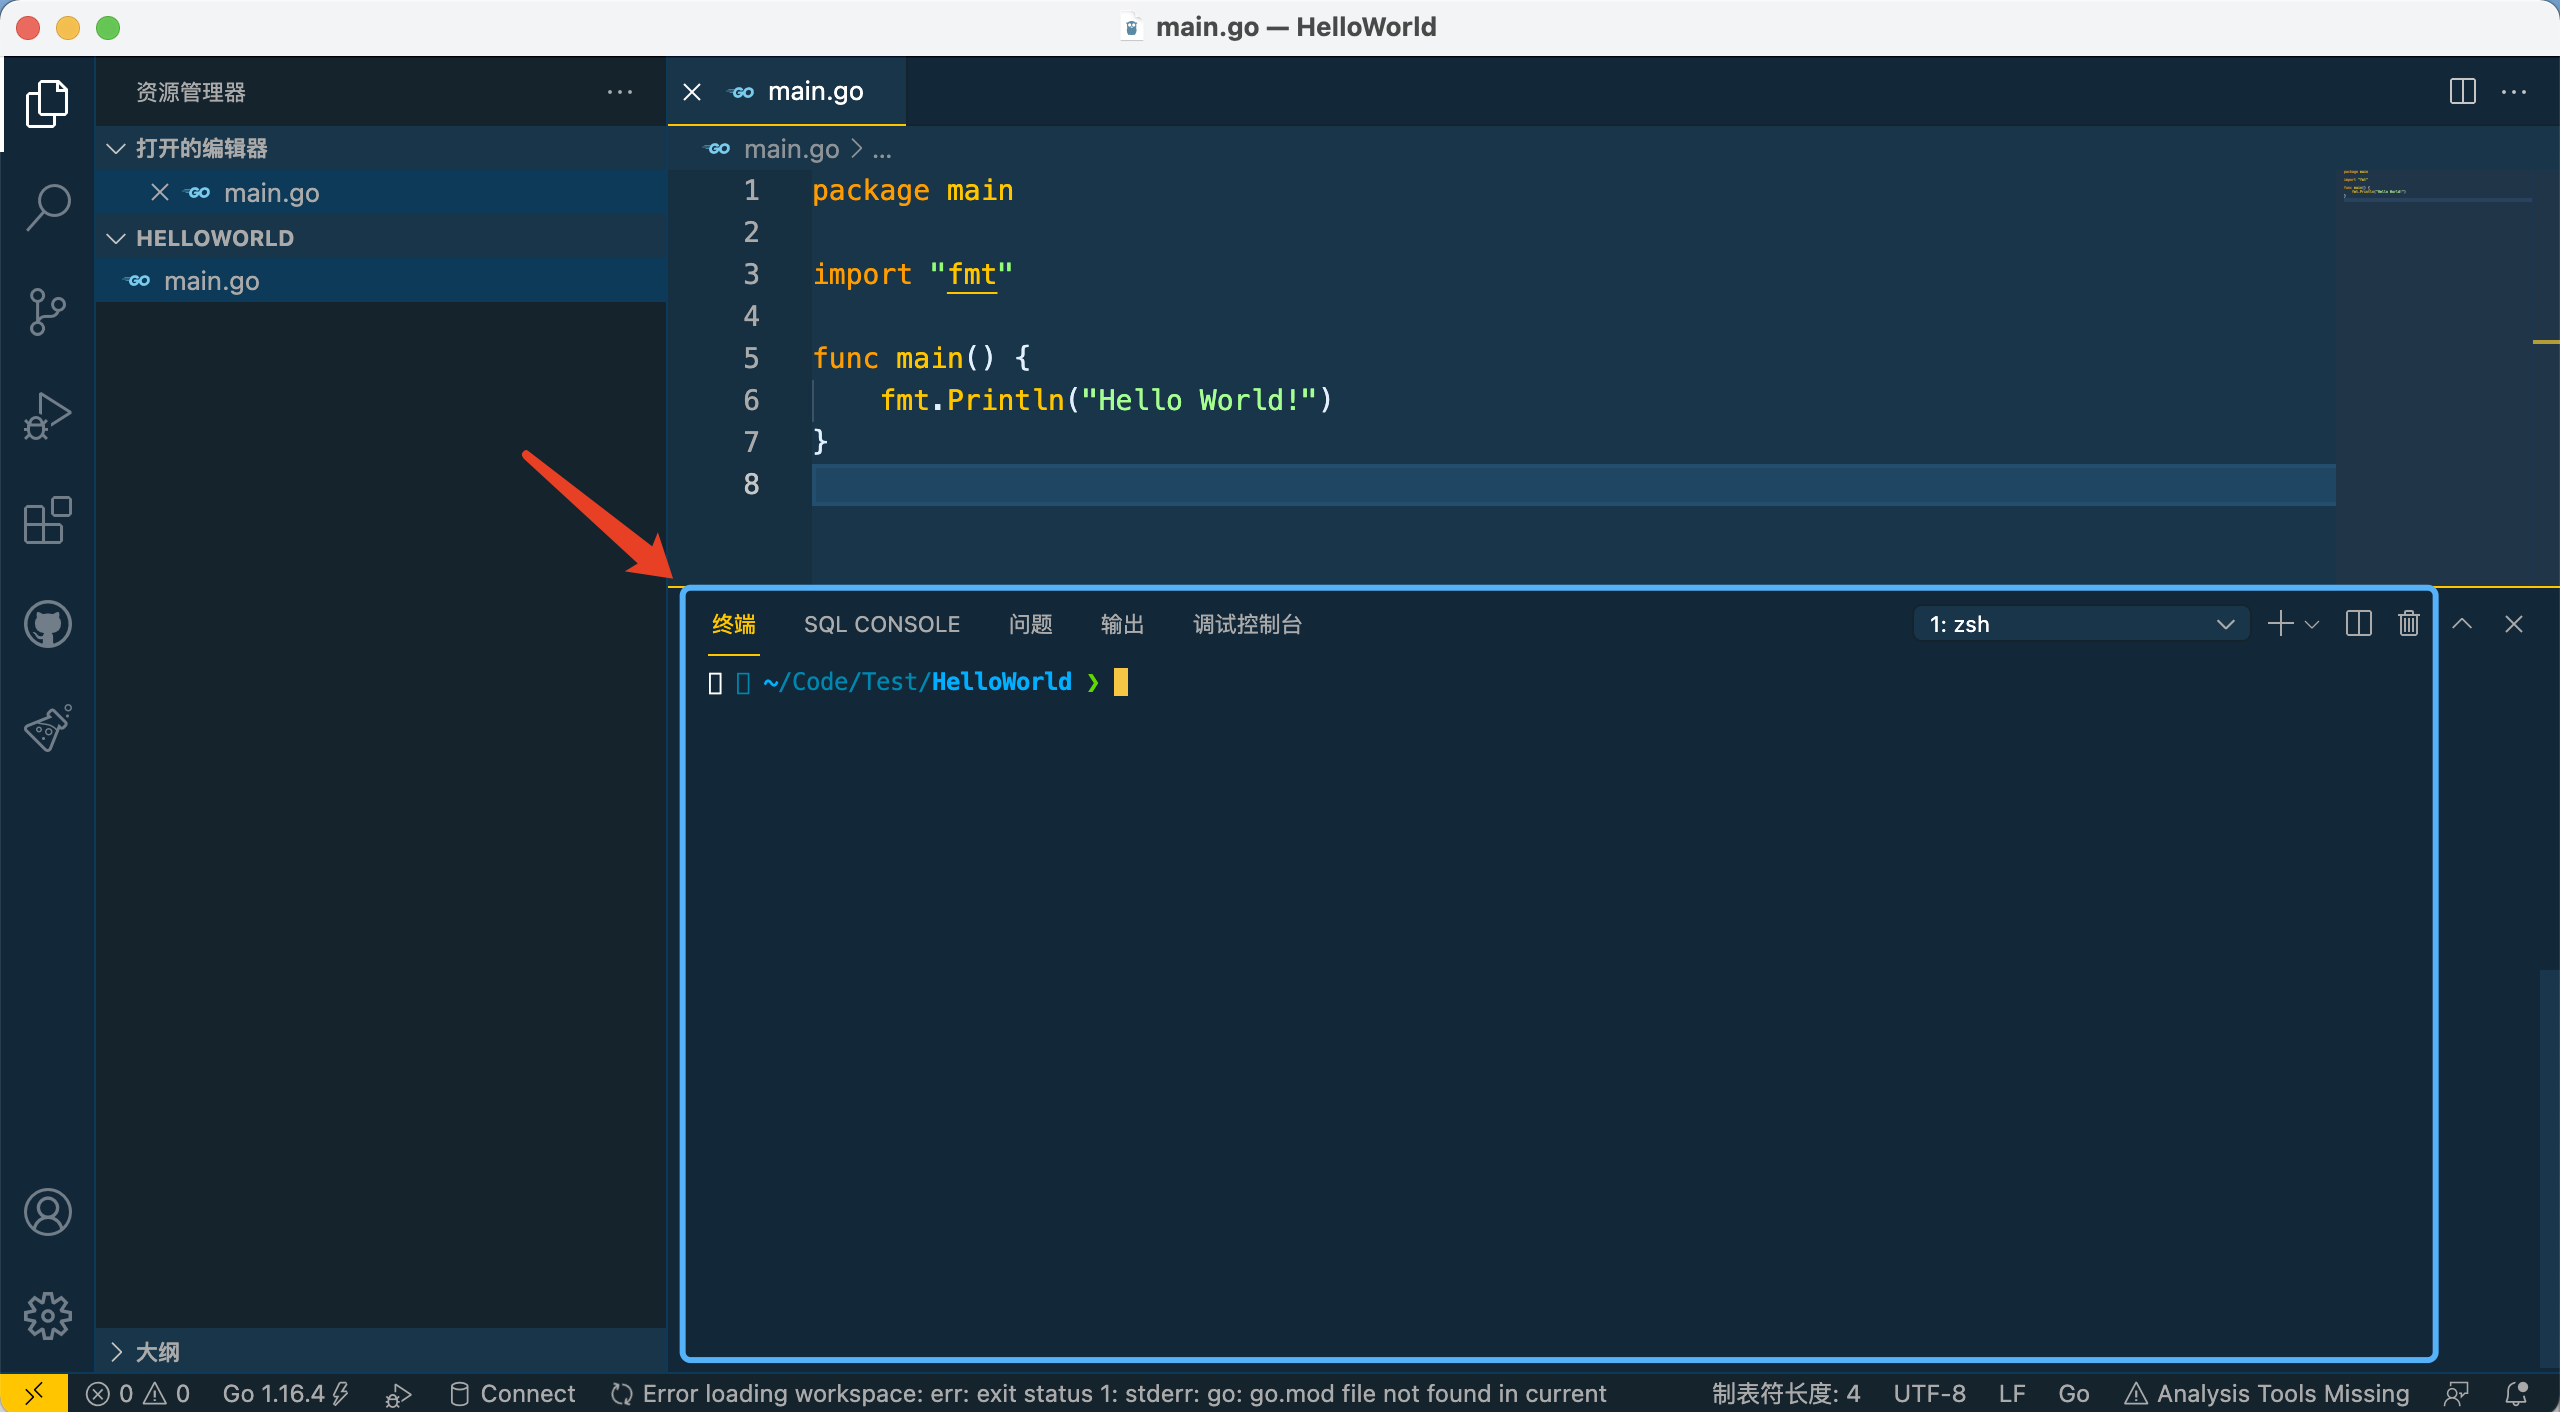 main.go — HelloWorld
资源管理器
打开的编辑器
main.go
HELLOWORLD
main.go
大纲
main.go
main.go > ...
1 package main
2
3 import "fmt"
4
5 func main() {
6 fmt.Println("Hello World!")
7 }
8
终端 SQL CONSOLE 问题 输出 调试控制台 1: zsh
~/Code/Test/HelloWorld ❯
0 0 Go 1.16.4 Connect Error loading workspace: err: exit status 1: stderr: go: go.mod file not found in current 制表符长度: 4 UTF-8 LF Go Analysis Tools Missing